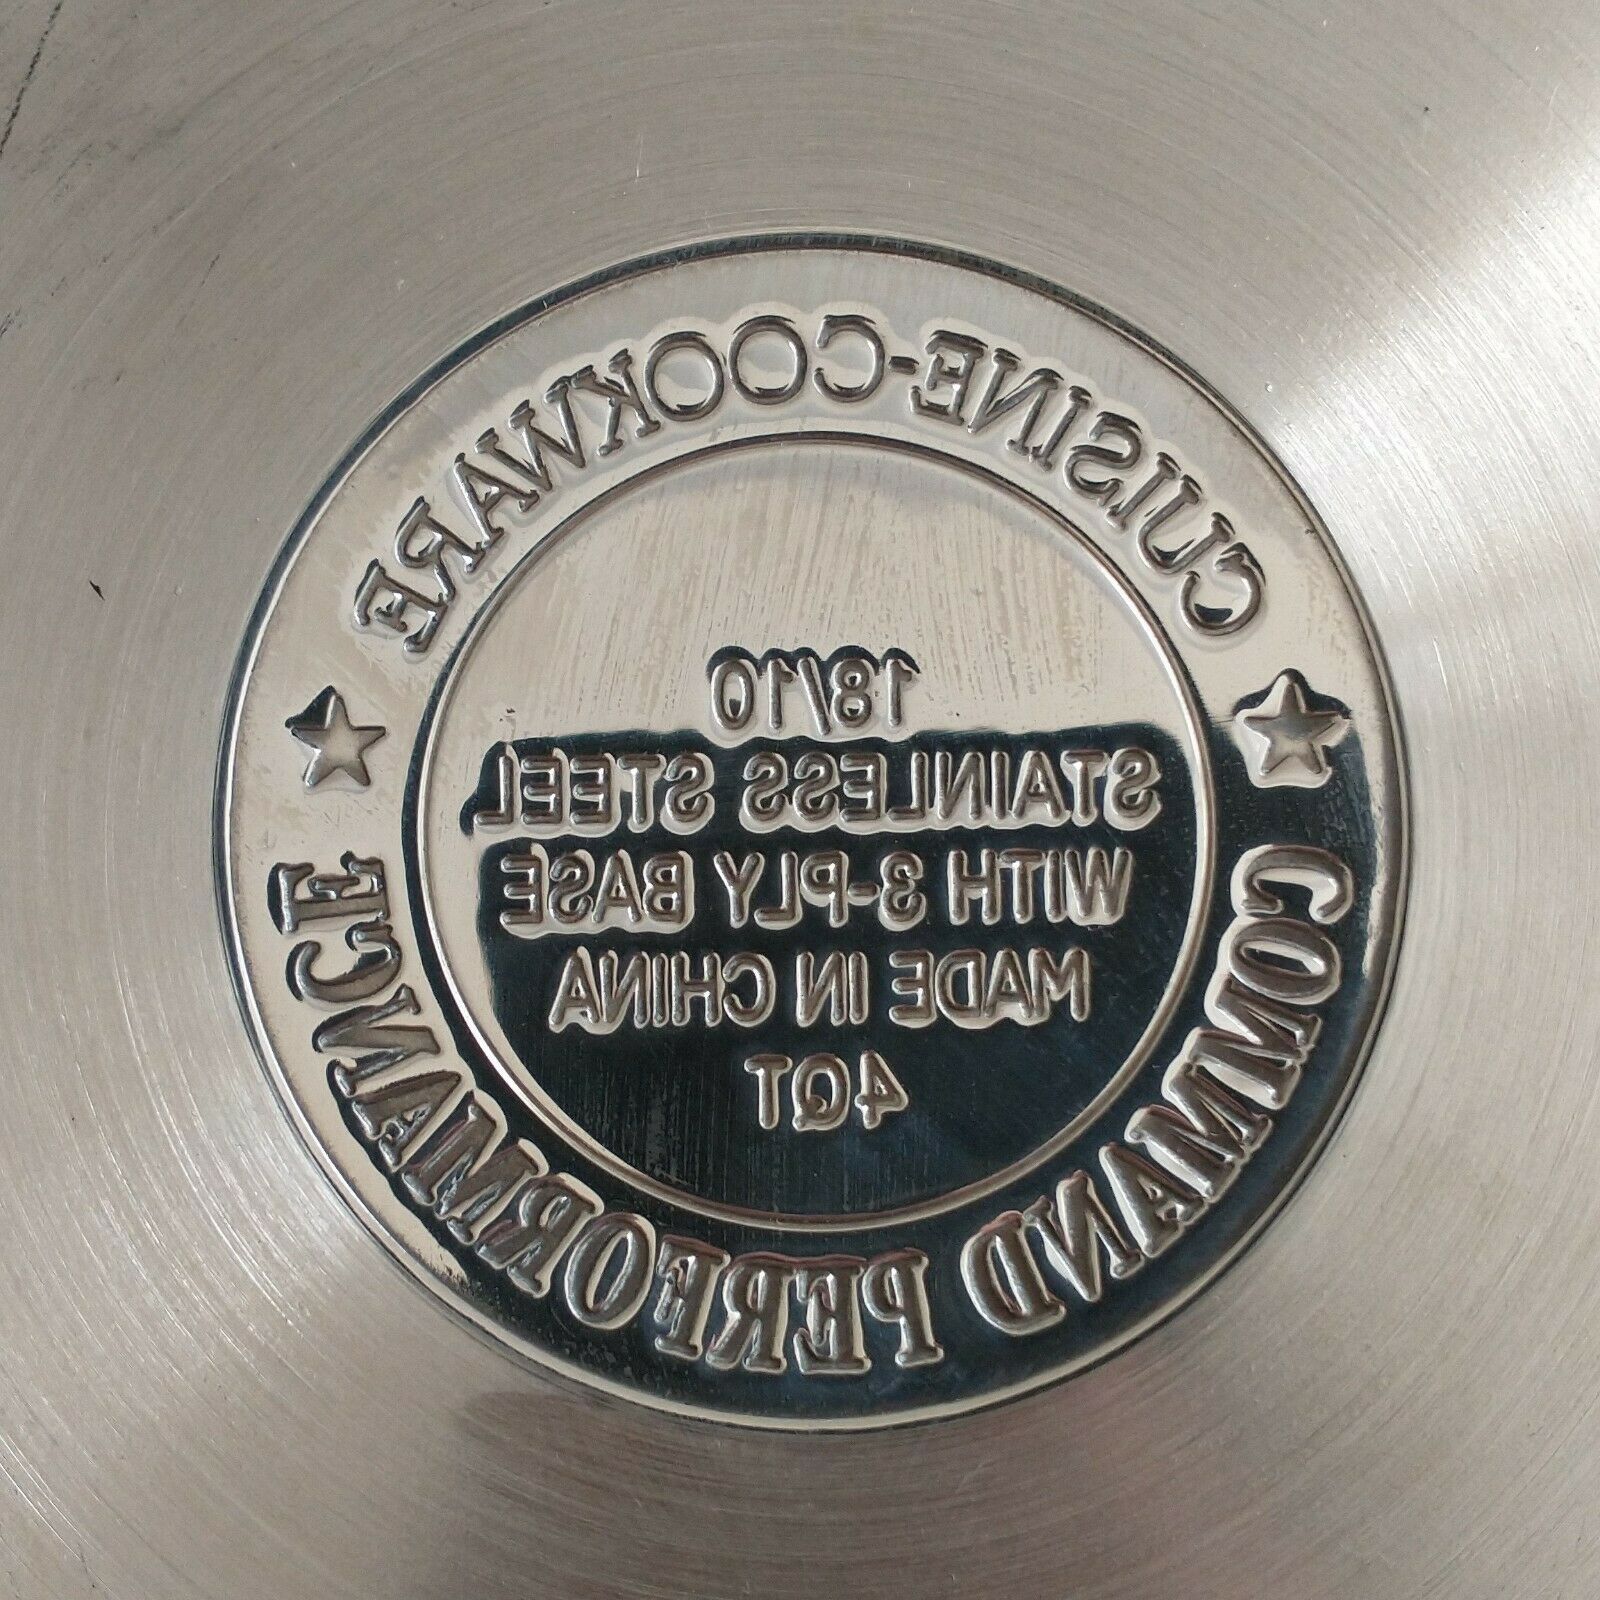 CUISINE-COOKWARE
18/10
STAINLESS STEEL
WITH 3-PLY BASE
MADE IN CHINA
4QT
COMMAND PERFORMANCE